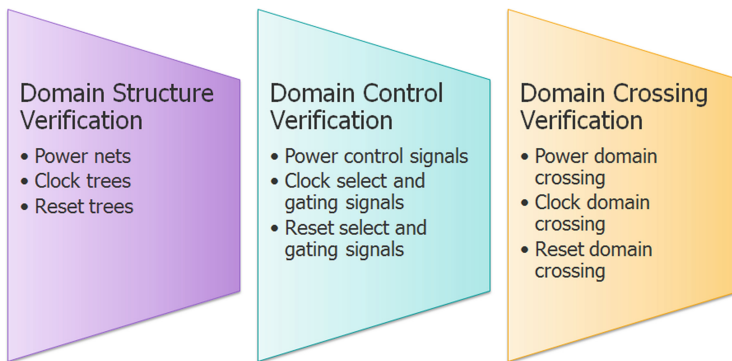 Domain Structure
Verification
• Power nets
• Clock trees
• Reset trees
Domain Control
Verification
• Power control signals
• Clock select and
gating signals
• Reset select and
gating signals
Domain Crossing
Verification
• Power domain
crossing
• Clock domain
crossing
• Reset domain
crossing